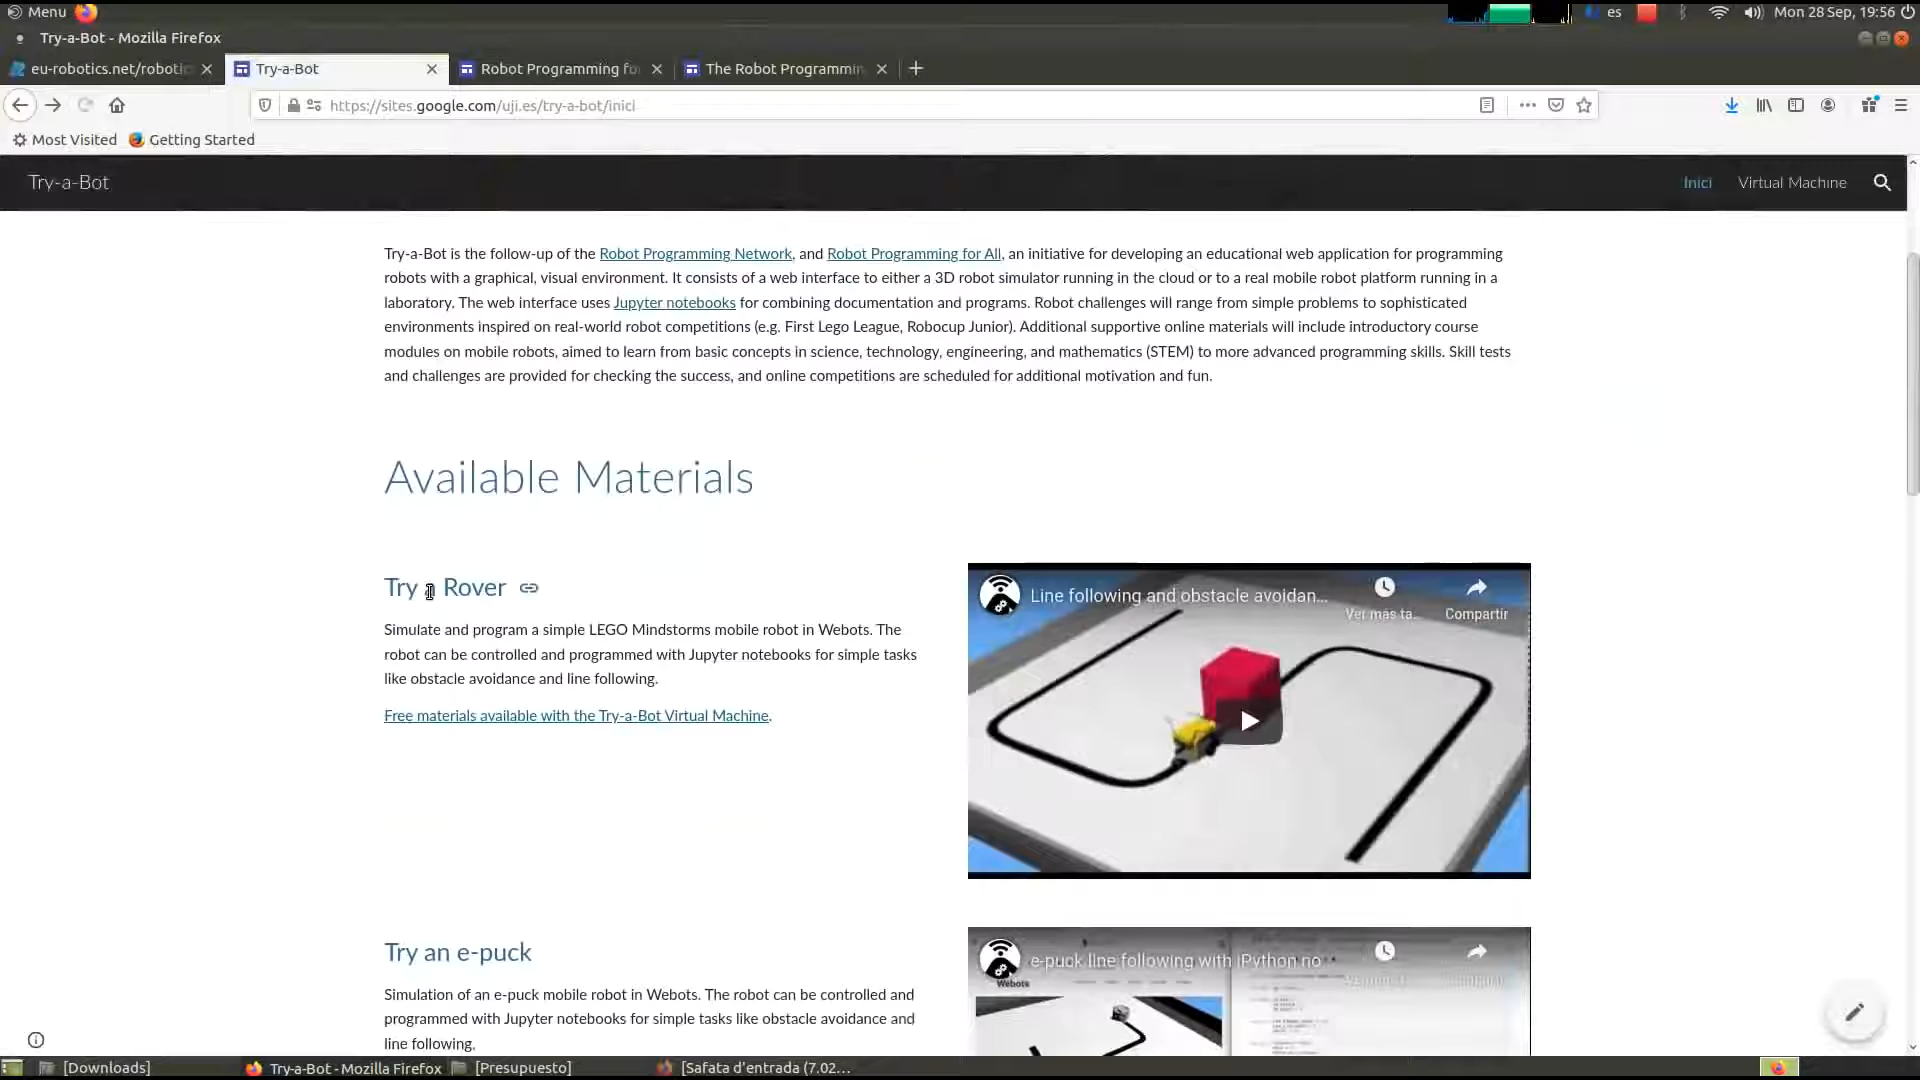 Menu
es
Mon 28 Sep, 19:56
Try-a-Bot - Mozilla Firefox
eu-robotics.net/robotic
Try-a-Bot
Robot Programming fo
The Robot Programmin
https://sites.google.com/uji.es/try-a-bot/inici
Most Visited
Getting Started
Try-a-Bot
Inici
Virtual Machine
Try-a-Bot is the follow-up of the Robot Programming Network, and Robot Programming for All, an initiative for developing an educational web application for programming
robots with a graphical, visual environment. It consists of a web interface to either a 3D robot simulator running in the cloud or to a real mobile robot platform running in a
laboratory. The web interface uses Jupyter notebooks for combining documentation and programs. Robot challenges will range from simple problems to sophisticated
environments inspired on real-world robot competitions (e.g. First Lego League, Robocup Junior). Additional supportive online materials will include introductory course
modules on mobile robots, aimed to learn from basic concepts in science, technology, engineering, and mathematics (STEM) to more advanced programming skills. Skill tests
and challenges are provided for checking the success, and online competitions are scheduled for additional motivation and fun.
Available Materials
Try a Rover
Simulate and program a simple LEGO Mindstorms mobile robot in Webots. The
robot can be controlled and programmed with Jupyter notebooks for simple tasks
like obstacle avoidance and line following.
Free materials available with the Try-a-Bot Virtual Machine.
Line following and obstacle avoidan...
Ver más ta...
Compartir
Try an e-puck
Simulation of an e-puck mobile robot in Webots. The robot can be controlled and
programmed with Jupyter notebooks for simple tasks like obstacle avoidance and
line following.
e-puck line following with iPython no
Webots
[Downloads]
Try-a-Bot - Mozilla Firefox
[Presupuesto]
[Safata d'entrada (7.02...